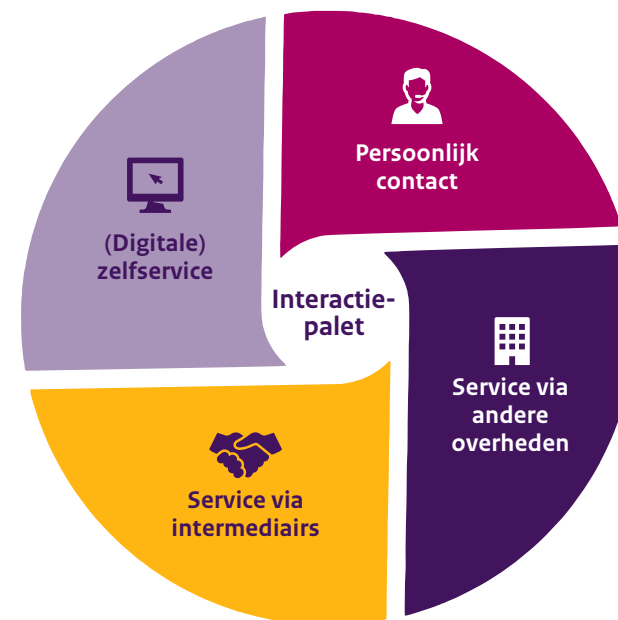 Persoonlijk
contact
(Digitale)
zelfservice
Interactie-
palet
Service via
andere
overheden
Service via
intermediairs